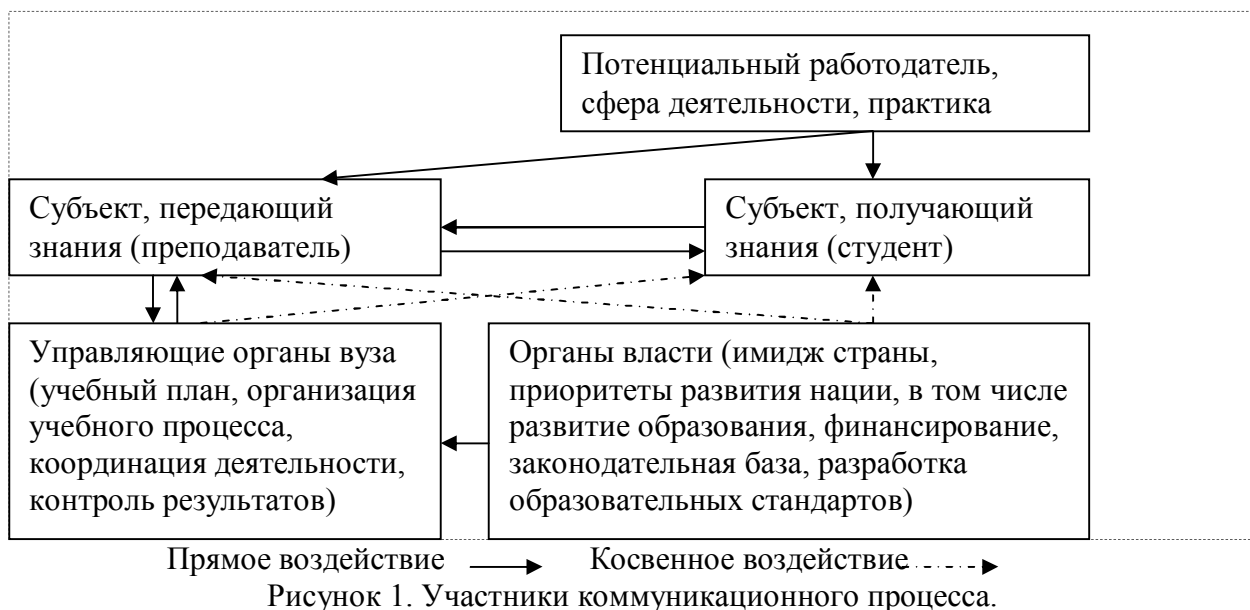 Потенциальный работодатель,
сфера деятельности, практика
Субъект, передающий
знания (преподаватель)
Субъект, получающий
знания (студент)
Управляющие органы вуза
(учебный план, организация
учебного процесса,
координация деятельности,
контроль результатов)
Органы власти (имидж страны,
приоритеты развития нации, в том числе
развитие образования, финансирование,
законодательная база, разработка
образовательных стандартов)
Прямое воздействие Косвенное воздействие
Рисунок 1. Участники коммуникационного процесса.